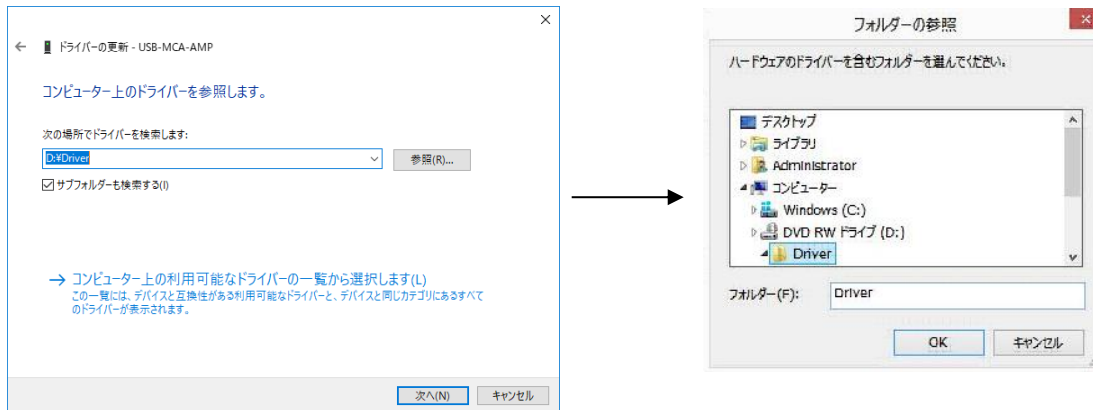 ドライバーの更新 - USB-MCA-AMP
コンピューター上のドライバーを参照します。
次の場所でドライバーを検索します:
D:¥Driver
参照(R)...
サブフォルダーも検索する(I)
コンピューター上の利用可能なドライバーの一覧から選択します(L)
この一覧には、デバイスと互換性がある利用可能なドライバーと、デバイスと同じカテゴリにあるすべて
のドライバーが表示されます。
次へ(N)
キャンセル
フォルダーの参照
ハードウェアのドライバーを含むフォルダーを選んでください。
デスクトップ
ライブラリ
Administrator
コンピューター
Windows (C:)
DVD RW ドライブ (D:)
Driver
フォルダー(F):
Driver
OK
キャンセル